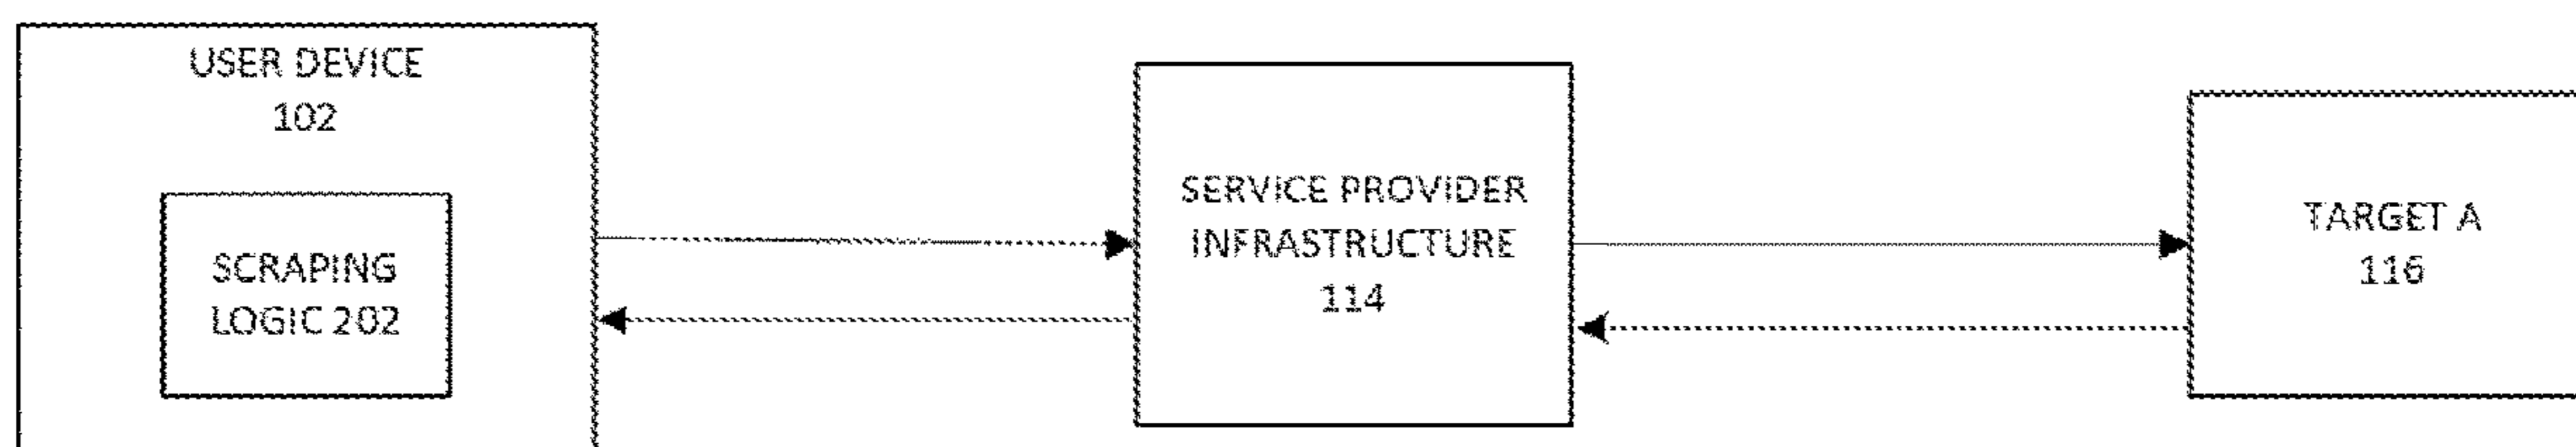 USER DEVICE
102
SCRAPING
LOGIC 202
SERVICE PROVIDER
INFRASTRUCTURE
114
TARGET A
116